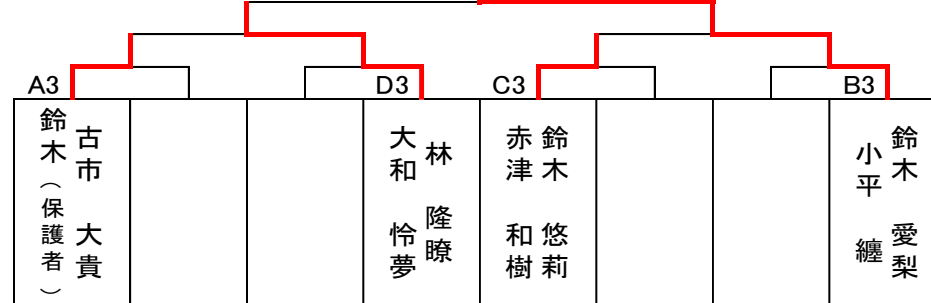 A3
D3
C3
B3
古市 大貴
鈴木（保護者）
林 隆瞭
大和 怜夢
鈴木 悠莉
赤津 和樹
鈴木 愛梨
小平 纏